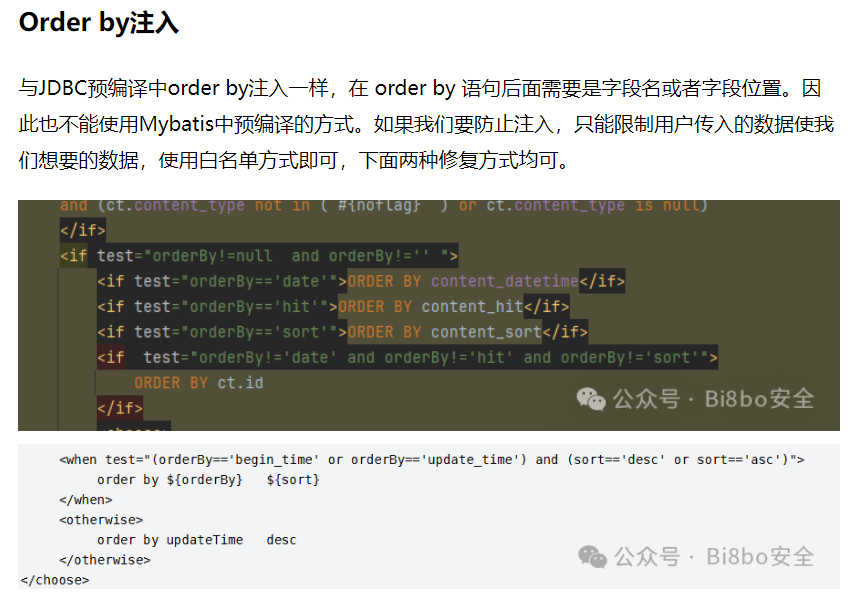 Order by注入
与JDBC预编译中order by注入一样，在 order by 语句后面需要是字段名或者字段位置。因
此也不能使用Mybatis中预编译的方式。如果我们要防止注入，只能限制用户传入的数据使我
们想要的数据，使用白名单方式即可，下面两种修复方式均可。
and (ct.content_type not in ( #{noflag}  ) or ct.content_type is null)
</if>
<if test="orderBy!=null  and orderBy!='' ">
<if test="orderBy=='date'">ORDER BY content_datetime</if>
<if test="orderBy=='hit'">ORDER BY content_hit</if>
<if test="orderBy=='sort'">ORDER BY content_sort</if>
<if  test="orderBy!='date' and orderBy!='hit' and orderBy!='sort'">
ORDER BY ct.id
</if>
公众号 · Bi8bo安全
<choose>
<when test="(orderBy=='begin_time' or orderBy=='update_time') and (sort=='desc' or sort=='asc')">
order by ${orderBy}   ${sort}
</when>
<otherwise>
order by updateTime   desc
</otherwise>
公众号 · Bi8bo安全
</choose>